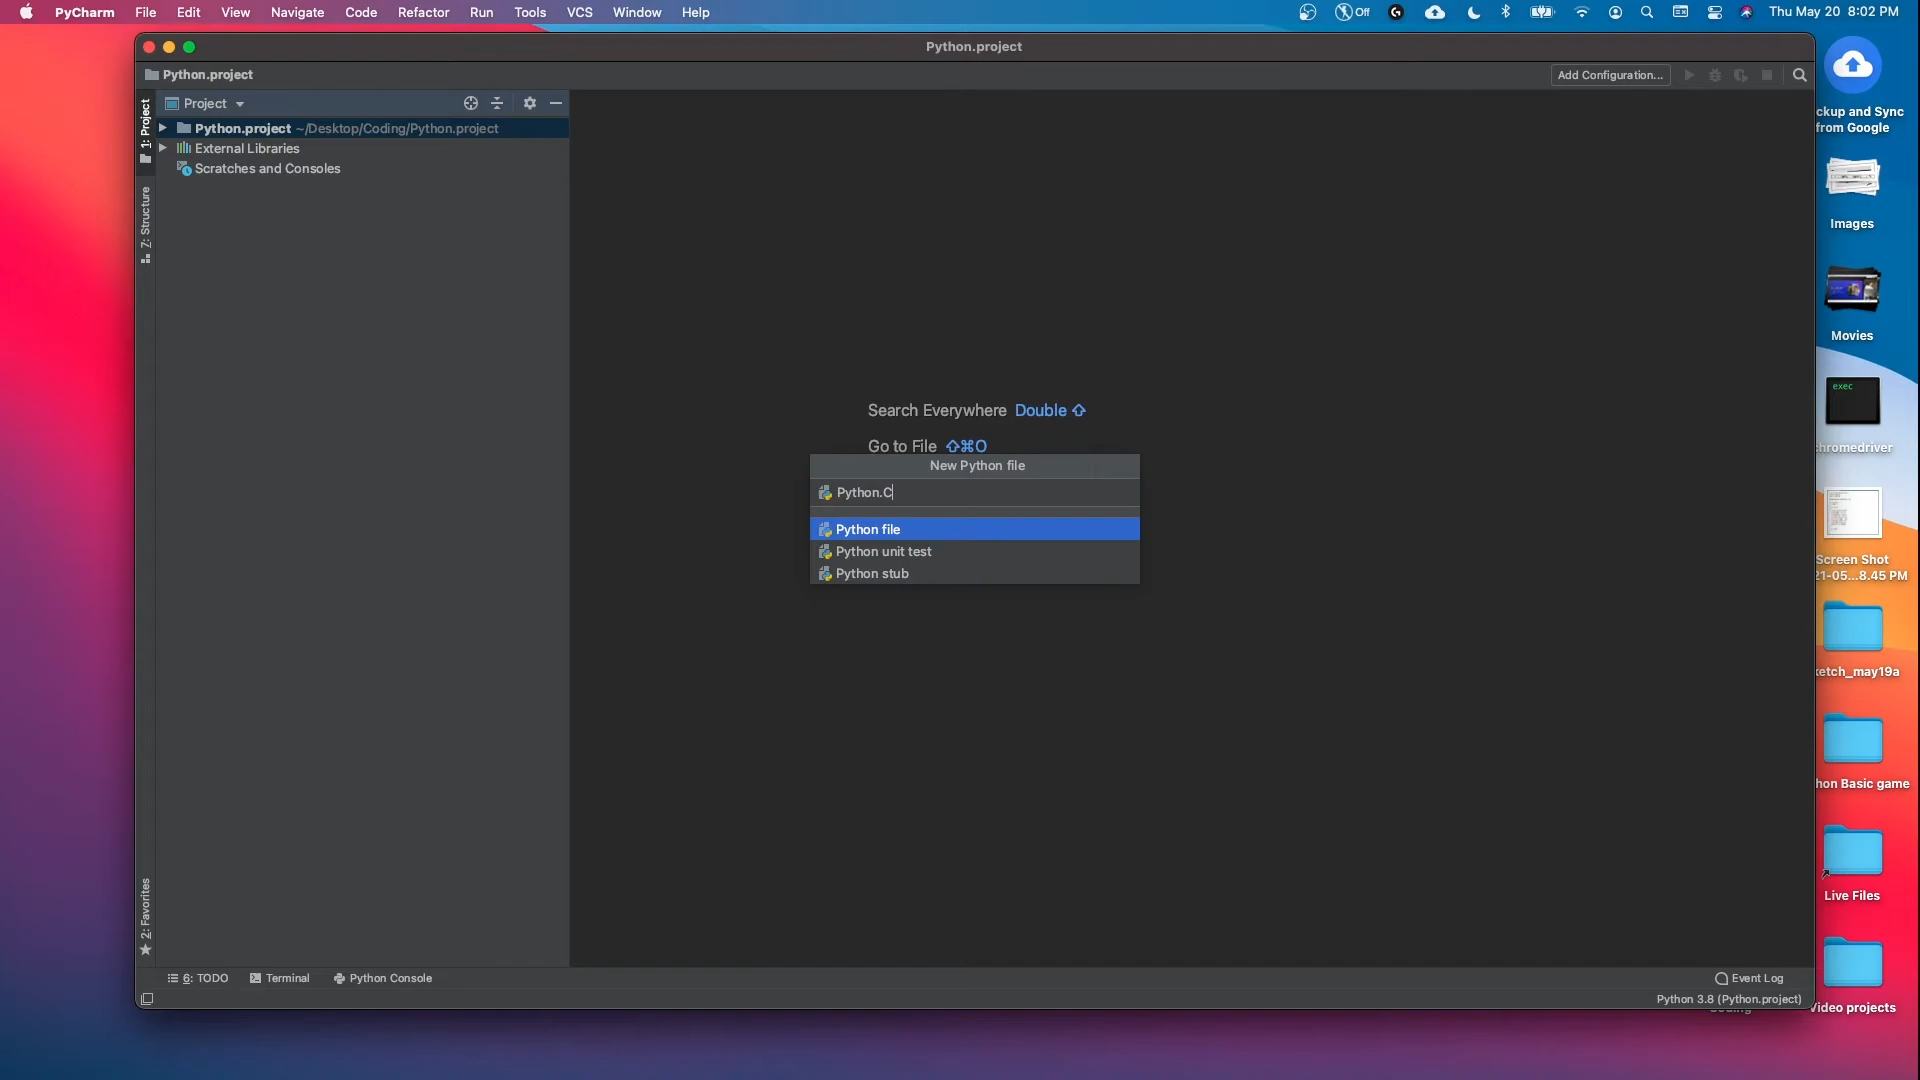 PyCharm File Edit View Navigate Code Refactor Run Tools VCS Window Help
Off
Thu May 20 8:02 PM
Python.project
Python.project
Add Configuration...
Project
Python.project ~/Desktop/Coding/Python.project
External Libraries
Scratches and Consoles
1: Project
7: Structure
2: Favorites
Search Everywhere Double ⇧
Go to File ⇧⌘O
New Python file
Python.C
Python file
Python unit test
Python stub
6: TODO Terminal Python Console
Event Log
Python 3.8 (Python.project)
ckup and Sync
from Google
Images
Movies
exec
hromedriver
Screen Shot
21-05...8.45 PM
ketch_may19a
hon Basic game
Live Files
Coding
Video projects